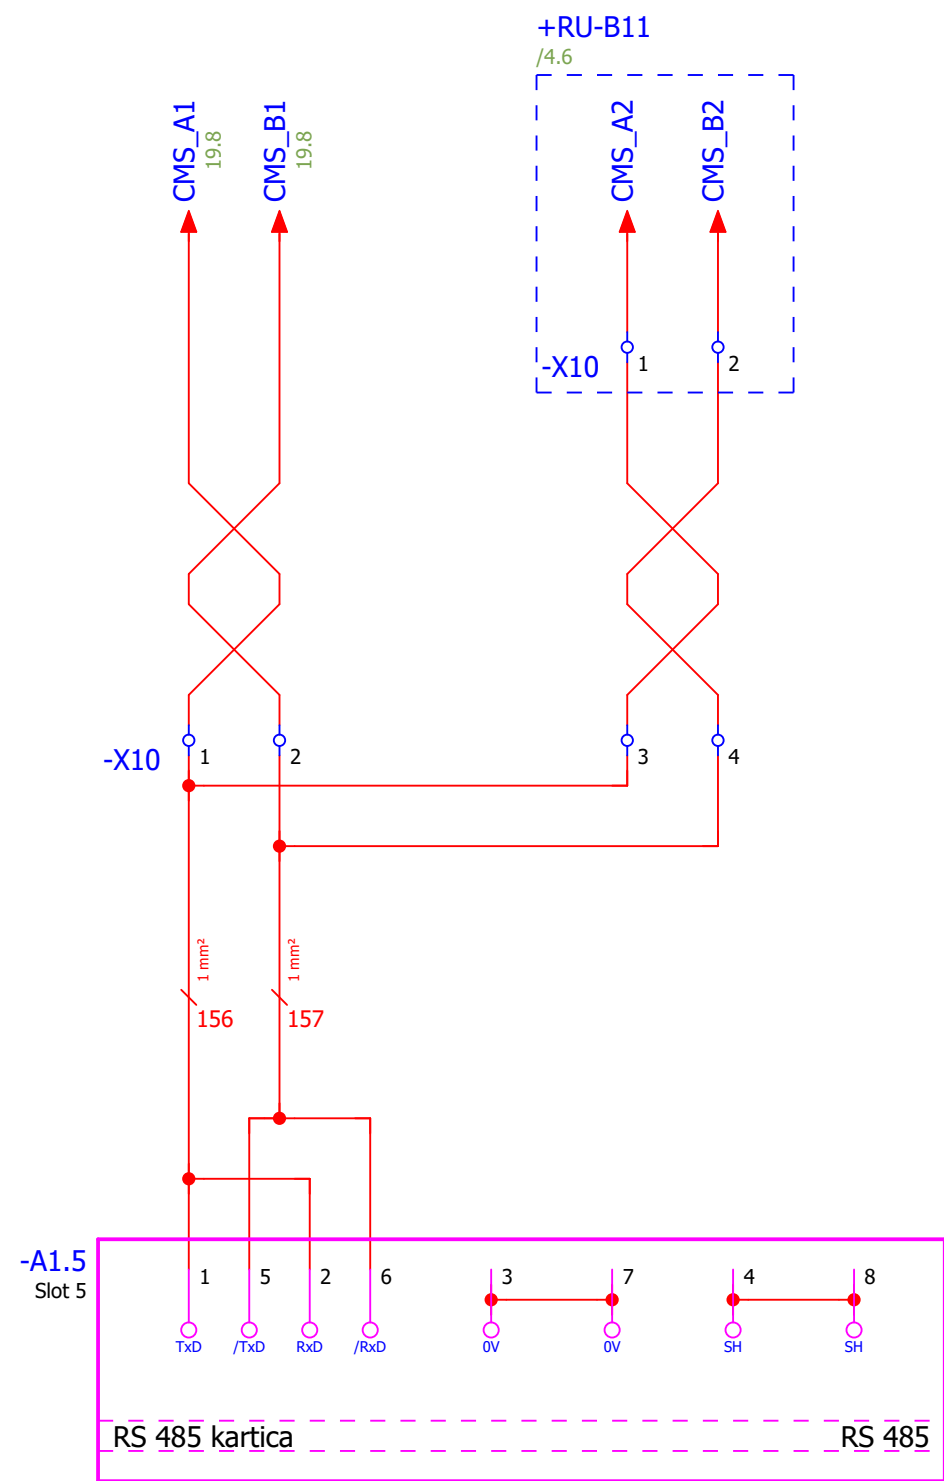 +RU-B11
/4.6
CMS_A1
19.8
CMS_B1
19.8
CMS_A2
CMS_B2
-X10
1
2
-X10
1
2
3
4
1 mm²
156
1 mm²
157
-A1.5
Slot 5
1
5
2
6
3
7
4
8
TxD
/TxD
RxD
/RxD
0V
0V
SH
SH
RS 485 kartica
RS 485